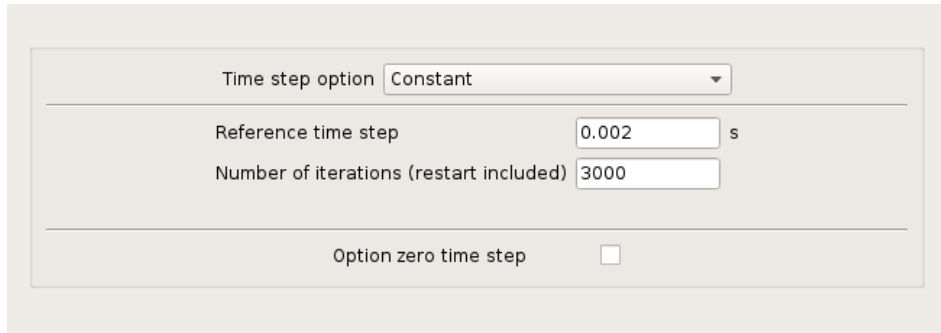 Time step option Constant
Reference time step 0.002 s
Number of iterations (restart included) 3000
Option zero time step